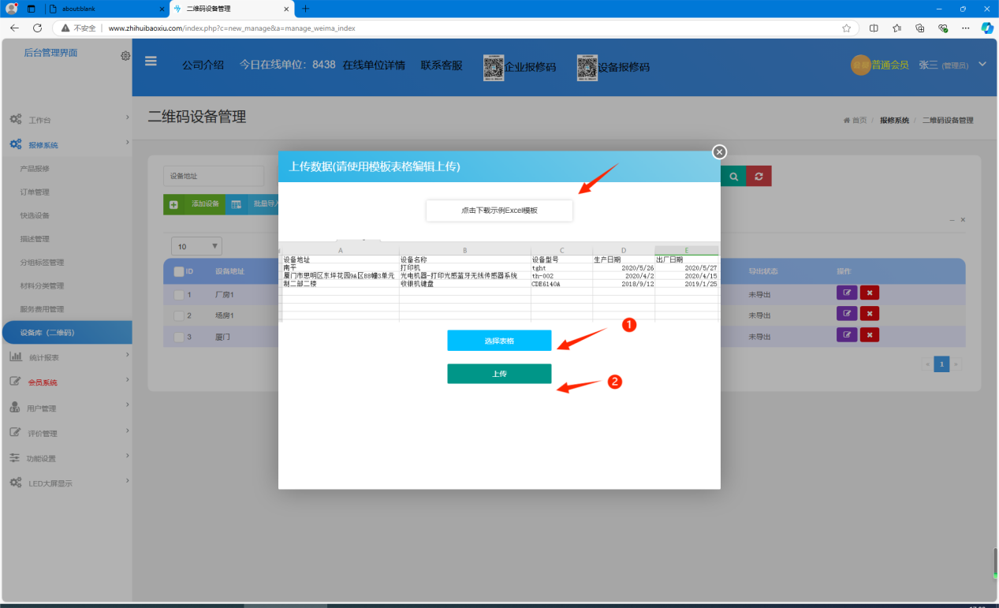 about:blank
二维码设备管理
不安全 www.zhihuibaoxiu.com/index.php?c=new_manage&a=manage_weima_index
后台管理界面
公司介绍 今日在线单位：8438 在线单位详情 联系客服 企业报修码 设备报修码
普通会员 张三 (管理员)
二维码设备管理
首页 / 报修系统 / 二维码设备管理
工作台
报修系统
产品报修
订单管理
快选设备
描述管理
分组标签管理
材料分类管理
服务费用管理
设备库（二维码）
统计报表
会员系统
用户管理
评价管理
功能设置
LED大屏显示
设备地址
添加设备 批量导入
10
ID 设备地址 导出状态 操作
1 厂房1 未导出
2 场房1 未导出
3 厦门 未导出
« 1 »
上传数据(请使用模板表格编辑上传)
点击下载示例Excel模板
A B C D E
设备地址 设备名称 设备型号 生产日期 出厂日期
南平 打印机 tght 2020/5/26 2020/5/27
厦门市思明区东坪花园9A区88幢3单元 光电机器-打印光感蓝牙无线传感器系统 th-002 2020/4/2 2020/4/15
制二部二楼 收银机键盘 CDE6140A 2018/9/12 2019/1/25
选择表格
1
上传
2